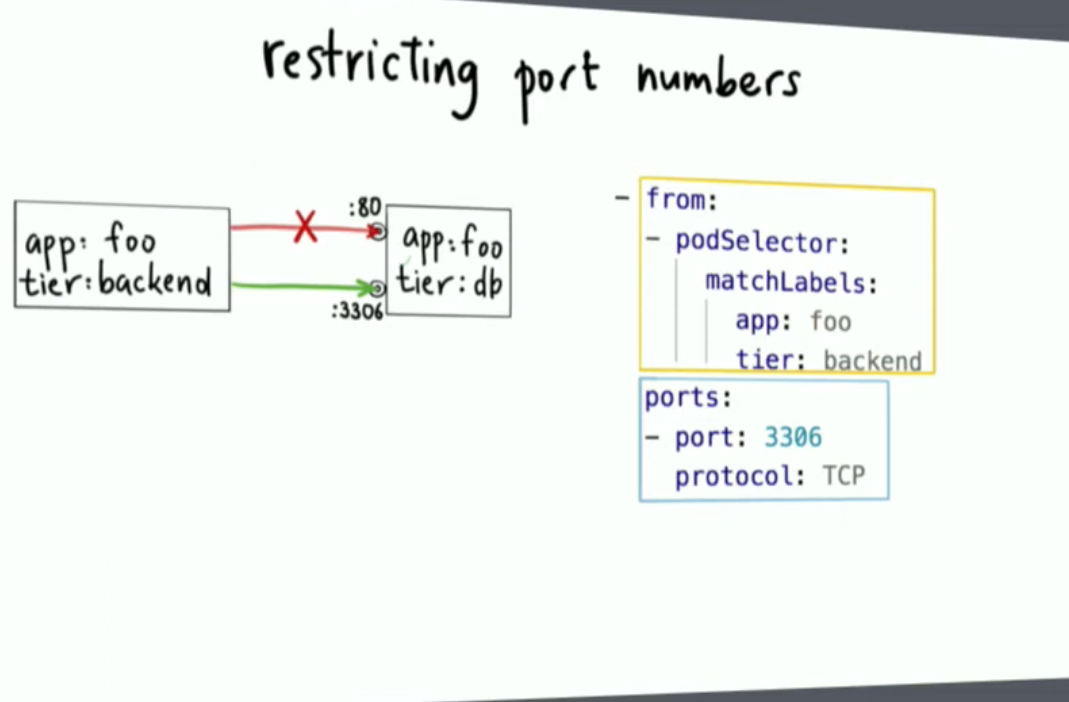 restricting port numbers
app: foo
tier: backend
:80
:3306
app: foo
tier: db
- from:
- podSelector:
matchLabels:
app: foo
tier: backend
ports:
- port: 3306
protocol: TCP